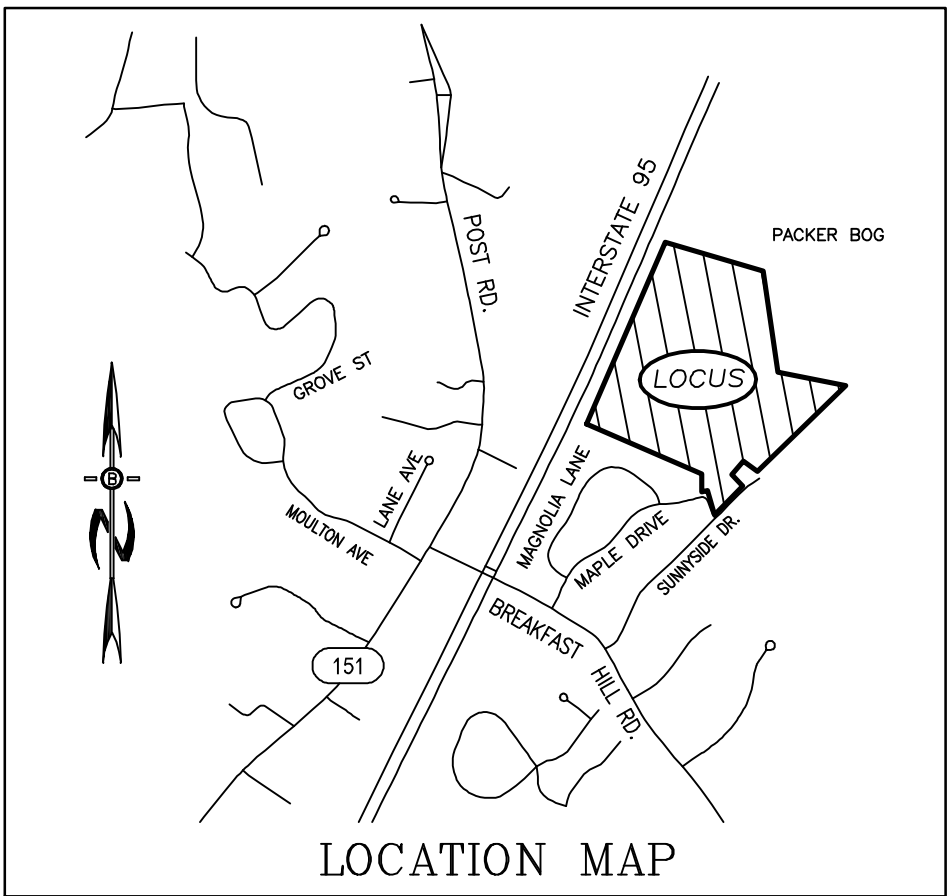 PACKER BOG
INTERSTATE 95
POST RD.
LOCUS
GROVE ST
LANE AVE
MAGNOLIA LANE
MOULTON AVE
MAPLE DRIVE
SUNNYSIDE DR.
B
BREAKFAST HILL RD.
151
LOCATION MAP